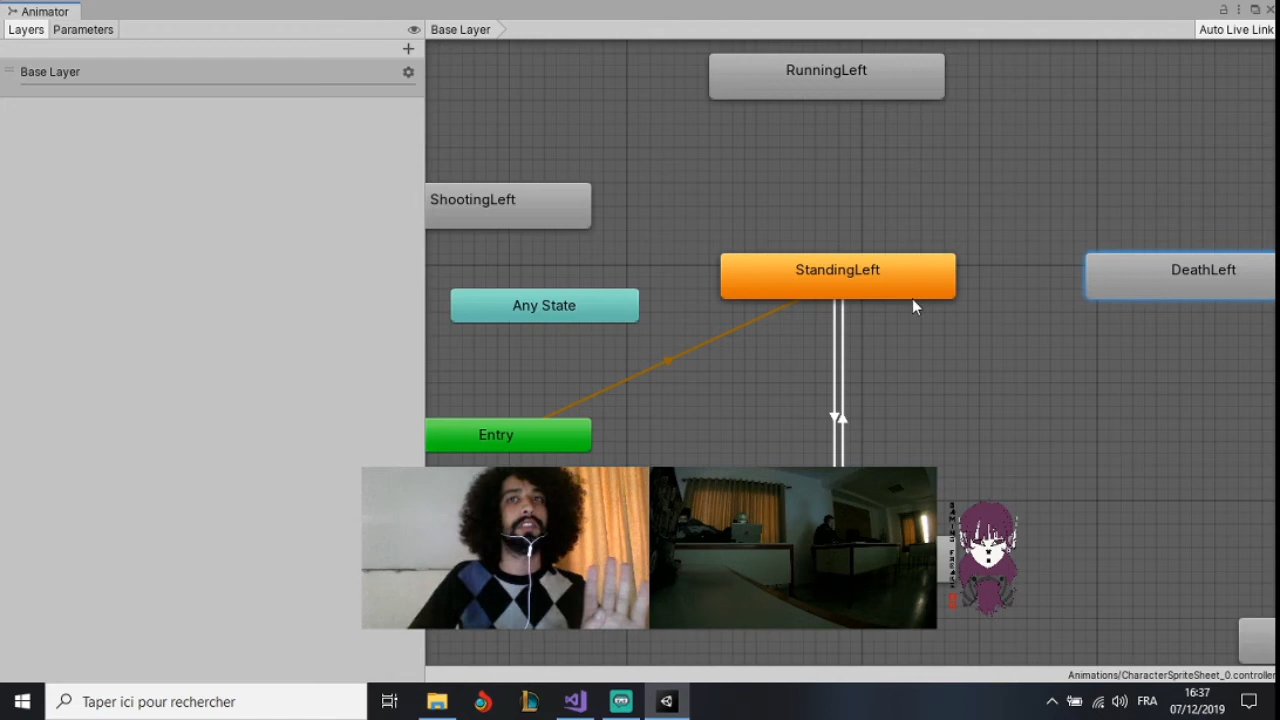 Animator
Layers Parameters
Base Layer
Auto Live Link
Base Layer
RunningLeft
ShootingLeft
StandingLeft
DeathLeft
Any State
Entry
Animations/CharacterSpriteSheet_0.controller
Taper ici pour rechercher
FRA
16:37
07/12/2019